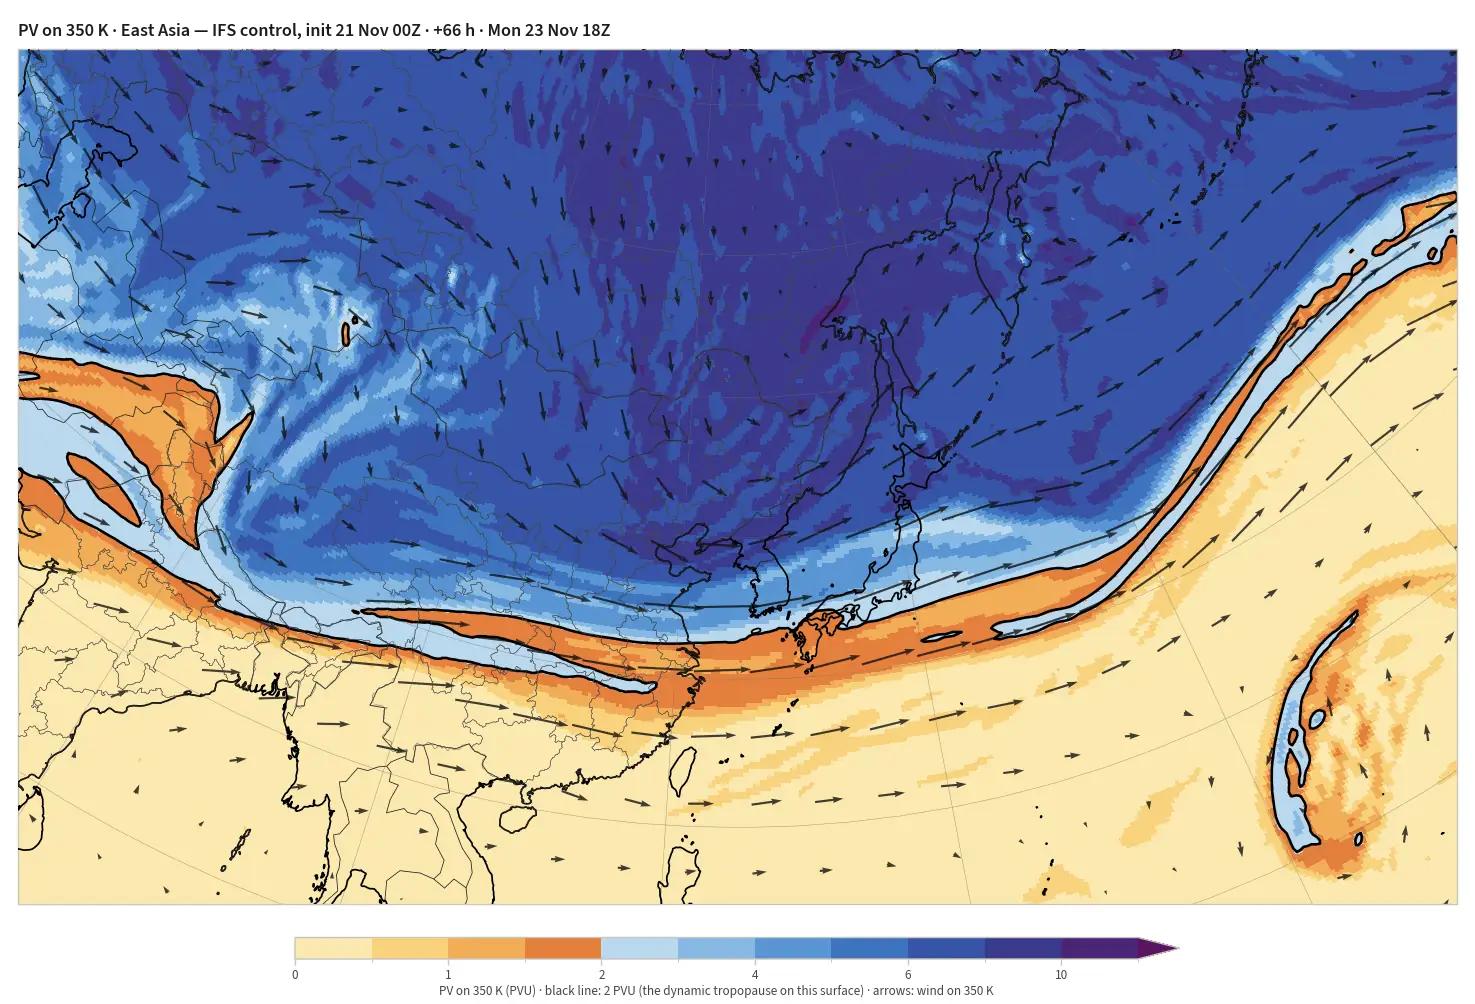 PV on 350 K · East Asia — IFS control, init 21 Nov 00Z · +66 h · Mon 23 Nov 18Z
0 1 2 4 6 10
PV on 350 K (PVU) · black line: 2 PVU (the dynamic tropopause on this surface) · arrows: wind on 350 K